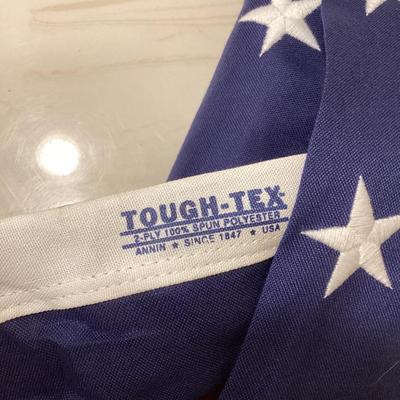 TOUGH-TEX
2-PLY 100% SPUN POLYESTER
ANNIN ★ SINCE 1847 ★ USA